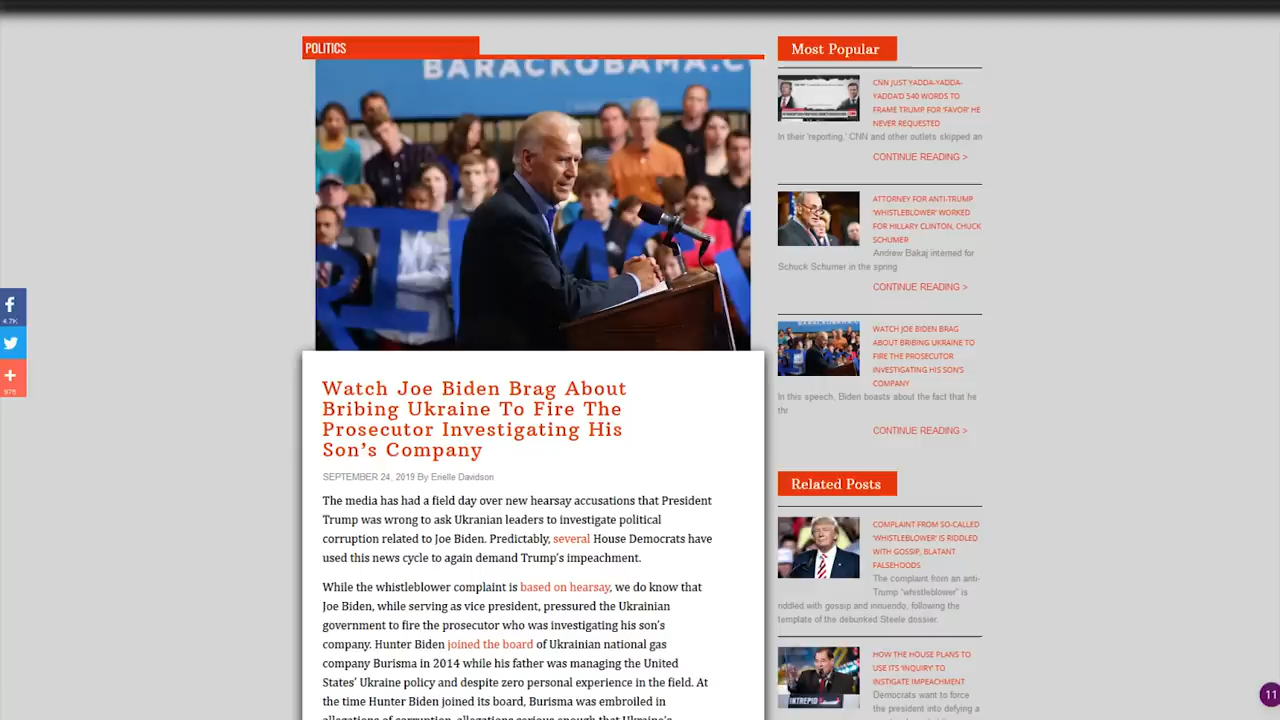 POLITICS
BARACKOBAMA.C
Watch Joe Biden Brag About
Bribing Ukraine To Fire The
Prosecutor Investigating His
Son’s Company
SEPTEMBER 24, 2019 By Erielle Davidson
The media has had a field day over new hearsay accusations that President
Trump was wrong to ask Ukranian leaders to investigate political
corruption related to Joe Biden. Predictably, several House Democrats have
used this news cycle to again demand Trump’s impeachment.
While the whistleblower complaint is based on hearsay, we do know that
Joe Biden, while serving as vice president, pressured the Ukrainian
government to fire the prosecutor who was investigating his son’s
company. Hunter Biden joined the board of Ukrainian national gas
company Burisma in 2014 while his father was managing the United
States’ Ukraine policy and despite zero personal experience in the field. At
the time Hunter Biden joined its board, Burisma was embroiled in
allegations of corruption, allegations serious enough that Ukraine’s
4.7K
976
Most Popular
CNN JUST YADDA-YADDA-
YADDA’D 540 WORDS TO
FRAME TRUMP FOR ‘FAVOR’ HE
NEVER REQUESTED
In their ‘reporting,’ CNN and other outlets skipped an
CONTINUE READING >
ATTORNEY FOR ANTI-TRUMP
‘WHISTLEBLOWER’ WORKED
FOR HILLARY CLINTON, CHUCK
SCHUMER
Andrew Bakaj interned for
Schuck Schumer in the spring
CONTINUE READING >
WATCH JOE BIDEN BRAG
ABOUT BRIBING UKRAINE TO
FIRE THE PROSECUTOR
INVESTIGATING HIS SON’S
COMPANY
In this speech, Biden boasts about the fact that he
thr
CONTINUE READING >
Related Posts
COMPLAINT FROM SO-CALLED
‘WHISTLEBLOWER’ IS RIDDLED
WITH GOSSIP, BLATANT
FALSEHOODS
The complaint from an anti-
Trump “whistleblower” is
riddled with gossip and innuendo, following the
template of the debunked Steele dossier.
HOW THE HOUSE PLANS TO
USE ITS ‘INQUIRY’ TO
INSTIGATE IMPEACHMENT
Democrats want to force
the president into defying a
INTREPID
11